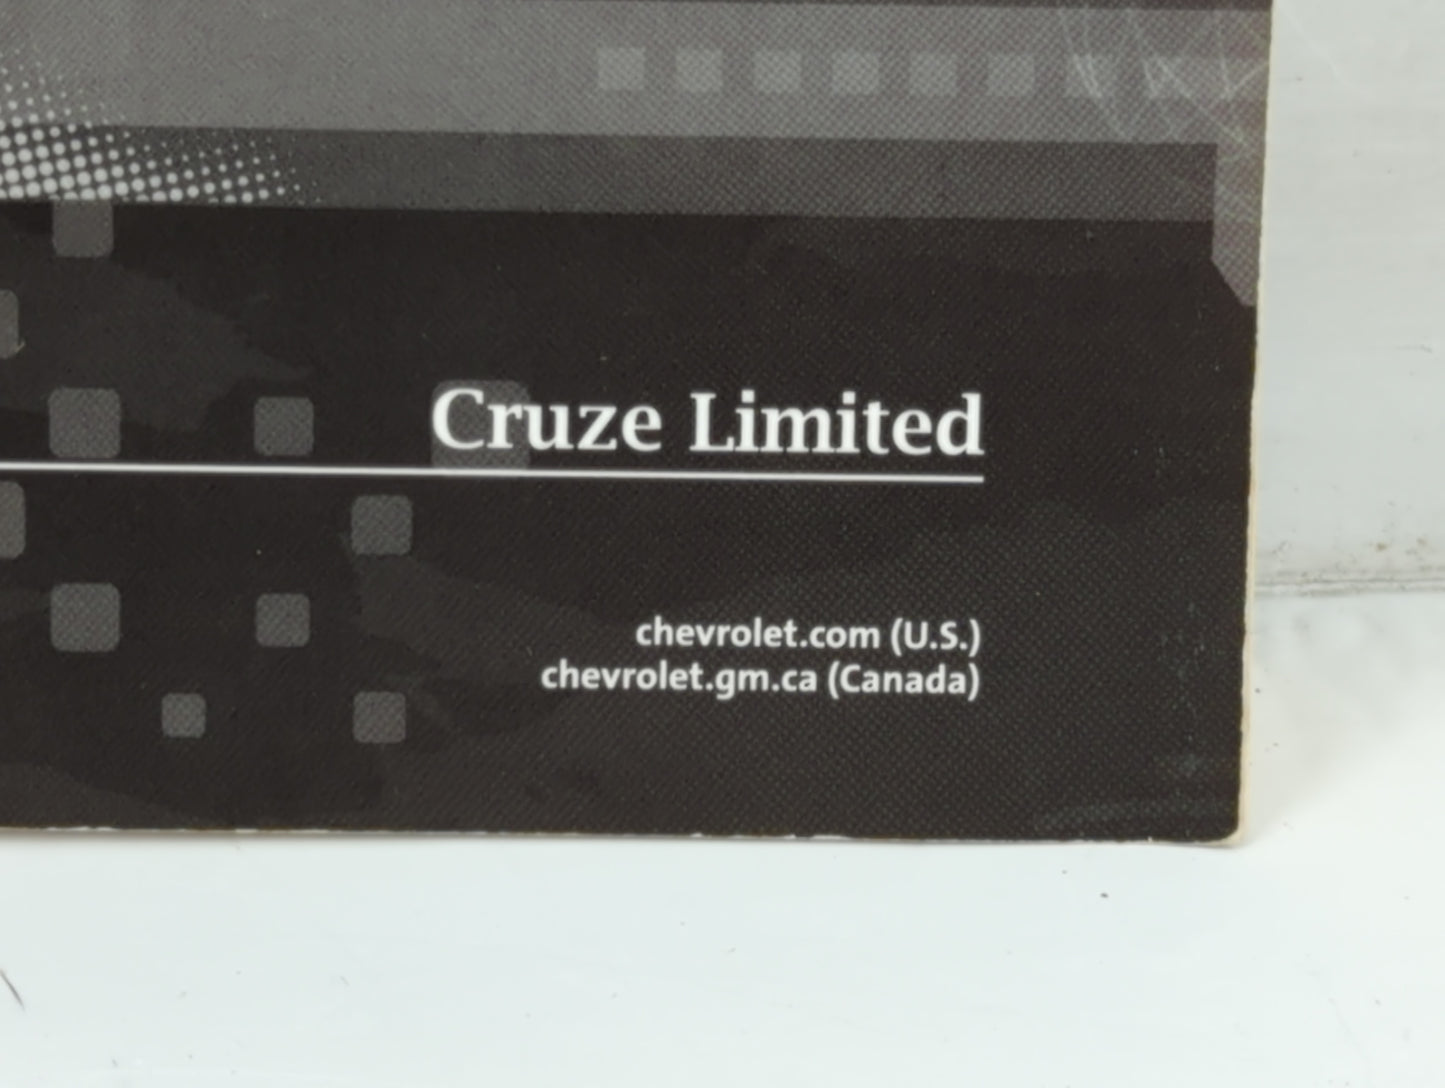 Cruze Limited
chevrolet.com (U.S.)
chevrolet.gm.ca (Canada)